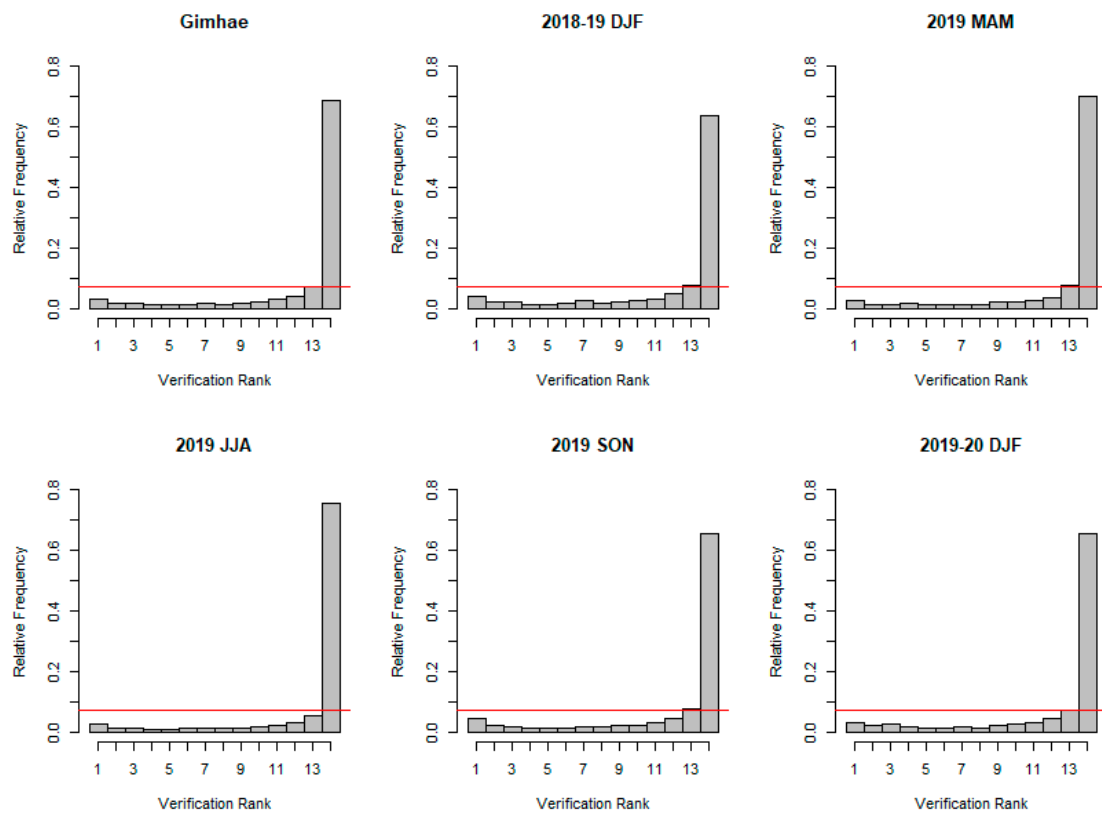 Gimhae
2018-19 DJF
2019 MAM
Relative Frequency
0.0 0.2 0.4 0.6 0.8
1 3 5 7 9 11 13
Verification Rank
Relative Frequency
0.0 0.2 0.4 0.6 0.8
1 3 5 7 9 11 13
Verification Rank
Relative Frequency
0.0 0.2 0.4 0.6 0.8
1 3 5 7 9 11 13
Verification Rank
2019 JJA
2019 SON
2019-20 DJF
Relative Frequency
0.0 0.2 0.4 0.6 0.8
1 3 5 7 9 11 13
Verification Rank
Relative Frequency
0.0 0.2 0.4 0.6 0.8
1 3 5 7 9 11 13
Verification Rank
Relative Frequency
0.0 0.2 0.4 0.6 0.8
1 3 5 7 9 11 13
Verification Rank